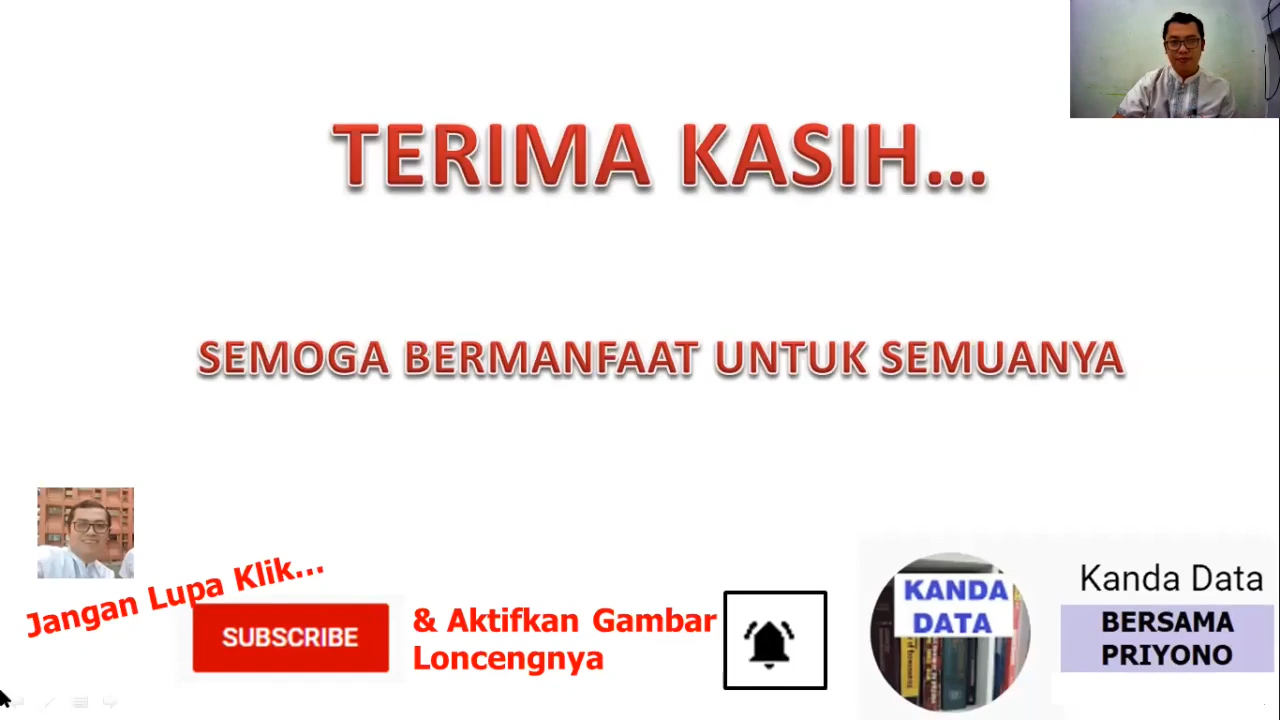 TERIMA KASIH...
SEMOGA BERMANFAAT UNTUK SEMUANYA
Jangan Lupa Klik...
SUBSCRIBE
& Aktifkan Gambar
Loncengnya
KANDA
DATA
Kanda Data
BERSAMA
PRIYONO